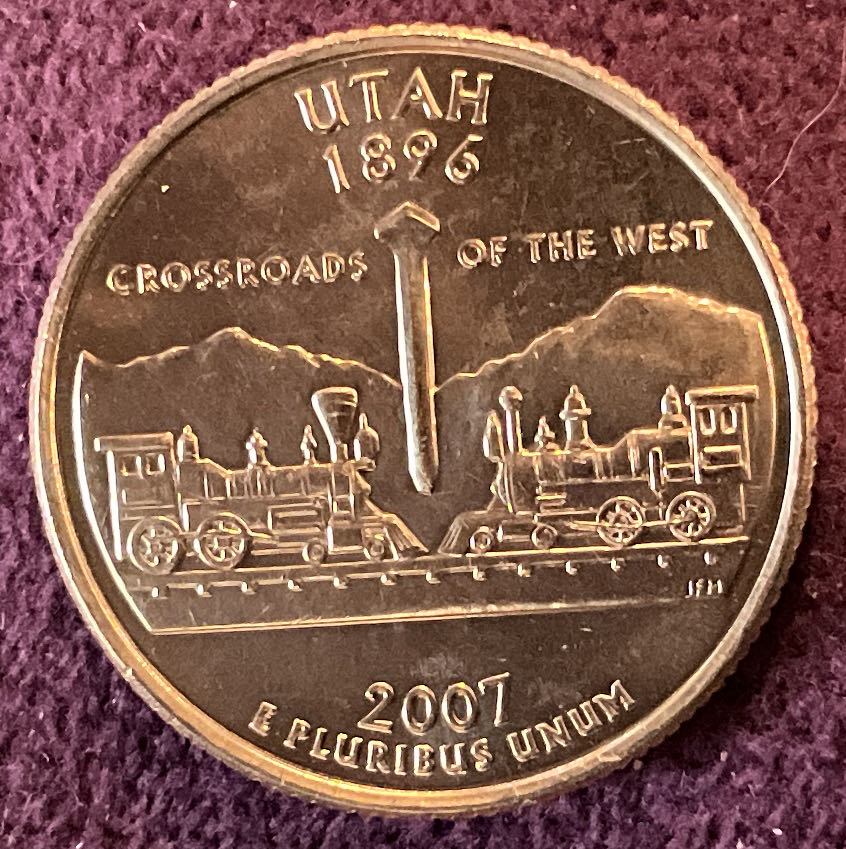 UTAH
1896
CROSSROADS OF THE WEST
JFM
2007
E PLURIBUS UNUM